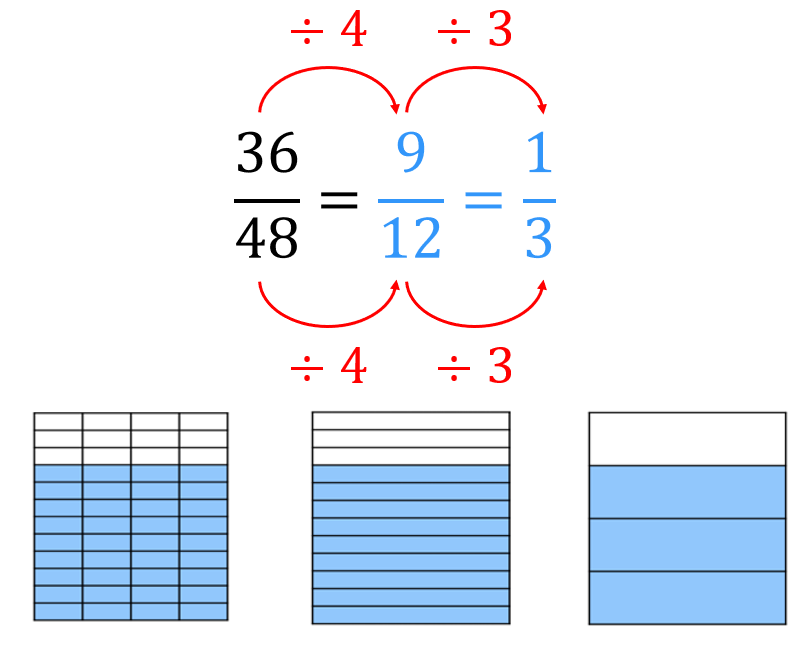 ÷ 4 ÷ 3
36/48 = 9/12 = 1/3
÷ 4 ÷ 3